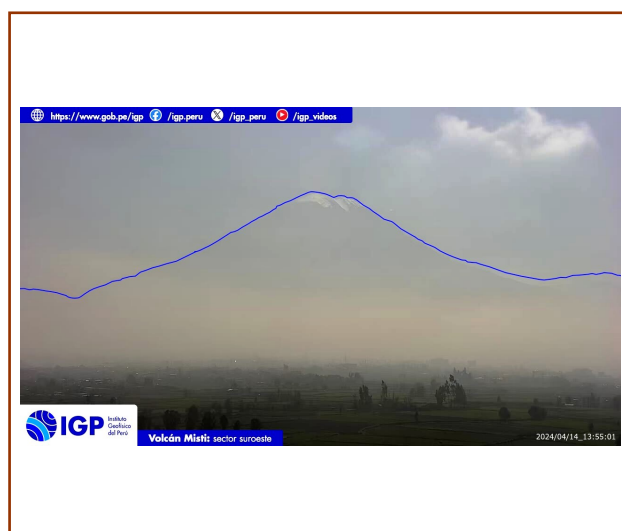 https://www.gob.pe/igp /igp.peru /igp_peru /igp_videos
IGP
Instituto
Geofísico
del Perú
Volcán Misti: sector suroeste
2024/04/14_13:55:01